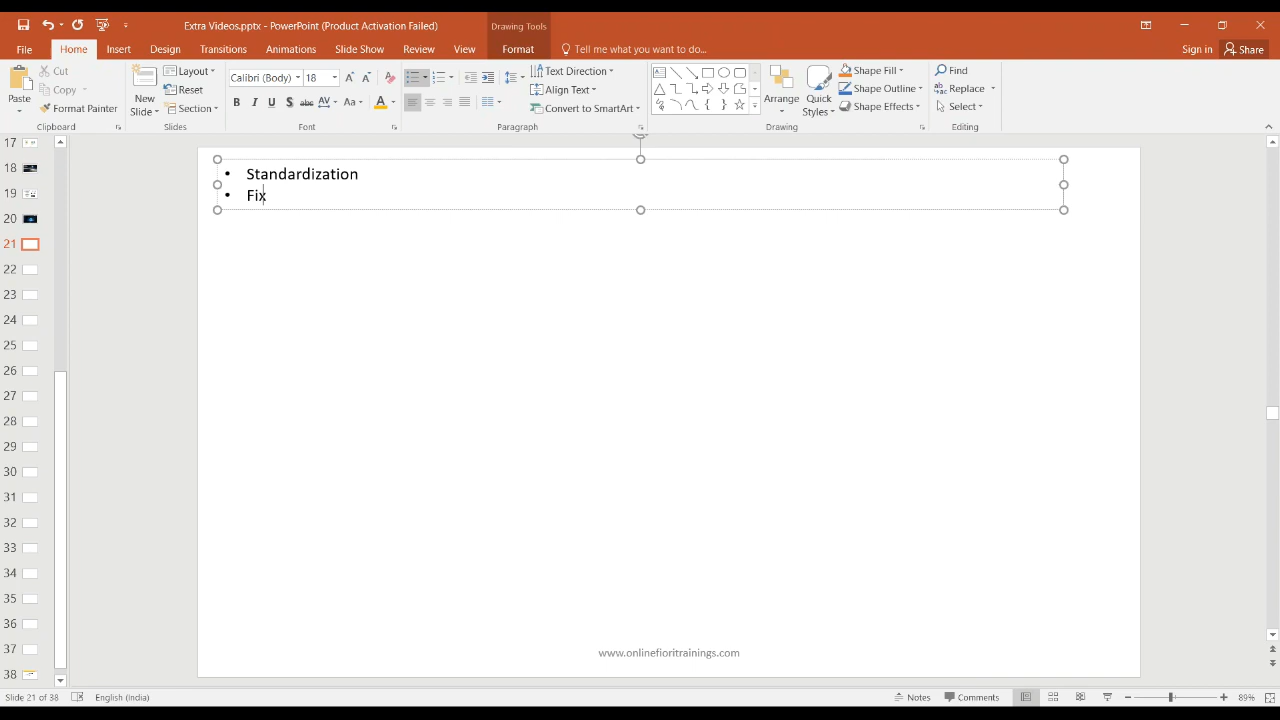 Extra Videos.pptx - PowerPoint (Product Activation Failed)
Drawing Tools
File Home Insert Design Transitions Animations Slide Show Review View Format Tell me what you want to do... Sign in Share
Paste
Cut
Copy
Format Painter
Clipboard
New Slide
Layout
Reset
Section
Slides
Calibri (Body) 18
B I U S abc AV Aa A
Font
Text Direction
Align Text
Convert to SmartArt
Paragraph
Arrange
Quick Styles
Shape Fill
Shape Outline
Shape Effects
Drawing
Find
Replace
Select
Editing
17
18
19
20
21
22
23
24
25
26
27
28
29
30
31
32
33
34
35
36
37
38
• Standardization
• Fix
www.onlinefioritrainings.com
Slide 21 of 38 English (India) Notes Comments 89%